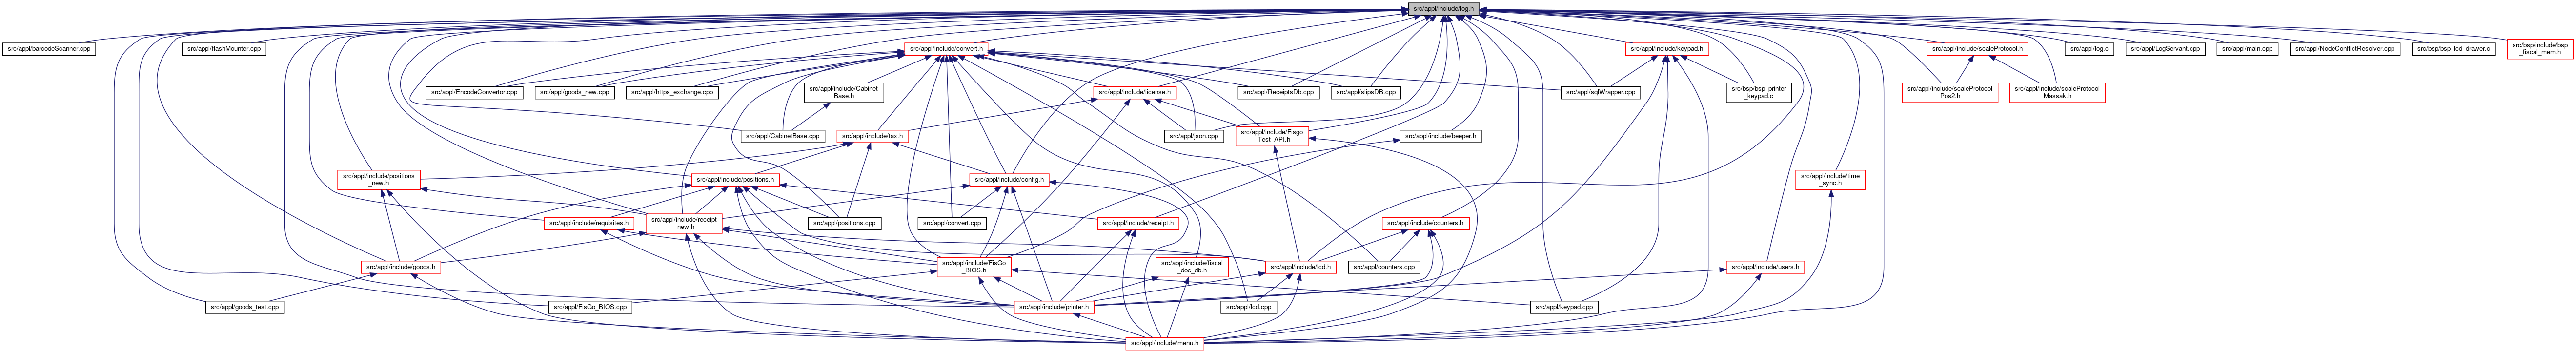 src/appl/include/log.h
src/appl/barcodeScanner.cpp
src/appl/flashMounter.cpp
src/appl/include/convert.h
src/appl/include/keypad.h
src/appl/include/scaleProtocol.h
src/appl/log.c
src/appl/LogServant.cpp
src/appl/main.cpp
src/appl/NodeConflictResolver.cpp
src/bsp/bsp_lcd_drawer.c
src/bsp/include/bsp
_fiscal_mem.h
src/appl/EncodeConvertor.cpp
src/appl/goods_new.cpp
src/appl/https_exchange.cpp
src/appl/include/Cabinet
Base.h
src/appl/include/license.h
src/appl/ReceiptsDb.cpp
src/appl/slipsDB.cpp
src/appl/sqlWrapper.cpp
src/bsp/bsp_printer
_keypad.c
src/appl/include/scaleProtocol
Pos2.h
src/appl/include/scaleProtocol
Massak.h
src/appl/CabinetBase.cpp
src/appl/include/tax.h
src/appl/json.cpp
src/appl/include/Fisgo
_Test_API.h
src/appl/include/beeper.h
src/appl/include/positions
_new.h
src/appl/include/positions.h
src/appl/include/config.h
src/appl/include/time
_sync.h
src/appl/include/requisites.h
src/appl/include/receipt
_new.h
src/appl/positions.cpp
src/appl/convert.cpp
src/appl/include/receipt.h
src/appl/include/counters.h
src/appl/include/goods.h
src/appl/include/FisGo
_BIOS.h
src/appl/include/fiscal
_doc_db.h
src/appl/include/lcd.h
src/appl/counters.cpp
src/appl/include/users.h
src/appl/goods_test.cpp
src/appl/FisGo_BIOS.cpp
src/appl/include/printer.h
src/appl/lcd.cpp
src/appl/keypad.cpp
src/appl/include/menu.h